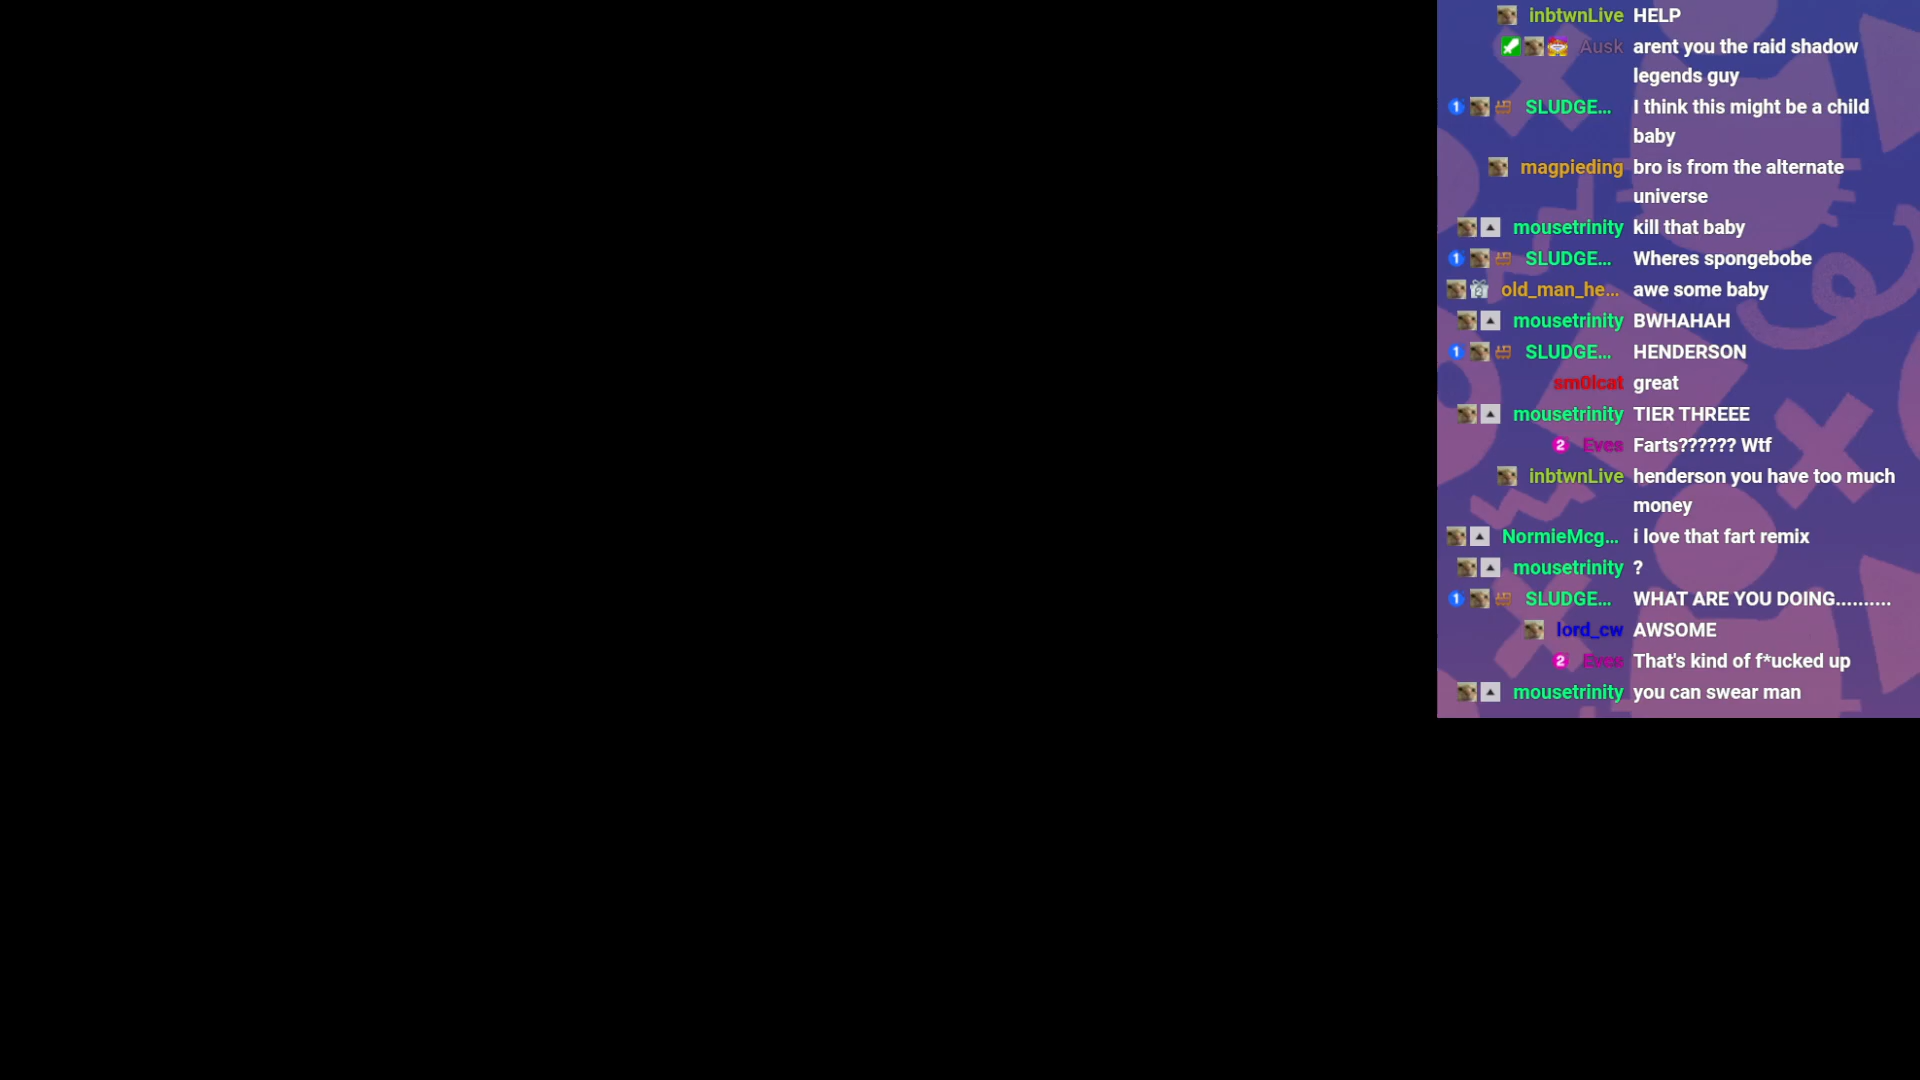 inbtwnLive HELP
Ausk arent you the raid shadow
legends guy
SLUDGE... I think this might be a child
baby
magpieding bro is from the alternate
universe
mousetrinity kill that baby
SLUDGE... Wheres spongebobe
old_man_he... awe some baby
mousetrinity BWHAHAH
SLUDGE... HENDERSON
sm0lcat great
mousetrinity TIER THREEE
2 Eves Farts?????? Wtf
inbtwnLive henderson you have too much
money
NormieMcg... i love that fart remix
mousetrinity ?
SLUDGE... WHAT ARE YOU DOING..........
lord_cw AWSOME
2 Eves That's kind of f*ucked up
mousetrinity you can swear man